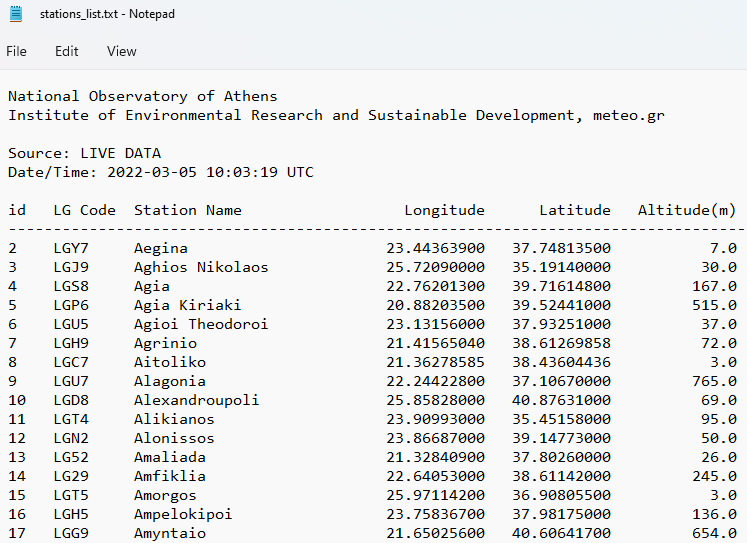 stations_list.txt - Notepad
File Edit View
National Observatory of Athens
Institute of Environmental Research and Sustainable Development, meteo.gr
Source: LIVE DATA
Date/Time: 2022-03-05 10:03:19 UTC
id LG Code Station Name Longitude Latitude Altitude(m)
--------------------------------------------------------------------------------
2 LGY7 Aegina 23.44363900 37.74813500 7.0
3 LGJ9 Aghios Nikolaos 25.72090000 35.19140000 30.0
4 LGS8 Agia 22.76201300 39.71614800 167.0
5 LGP6 Agia Kiriaki 20.88203500 39.52441000 515.0
6 LGU5 Agioi Theodoroi 23.13156000 37.93251000 37.0
7 LGH9 Agrinio 21.41565040 38.61269858 72.0
8 LGC7 Aitoliko 21.36278585 38.43604436 3.0
9 LGU7 Alagonia 22.24422800 37.10670000 765.0
10 LGD8 Alexandroupoli 25.85828000 40.87631000 69.0
11 LGT4 Alikianos 23.90993000 35.45158000 95.0
12 LGN2 Alonissos 23.86687000 39.14773000 50.0
13 LG52 Amaliada 21.32840900 37.80260000 26.0
14 LG29 Amfiklia 22.64053000 38.61142000 245.0
15 LGT5 Amorgos 25.97114200 36.90805500 3.0
16 LGH5 Ampelokipoi 23.75836700 37.98175000 136.0
17 LGG9 Amyntaio 21.65025600 40.60641700 654.0